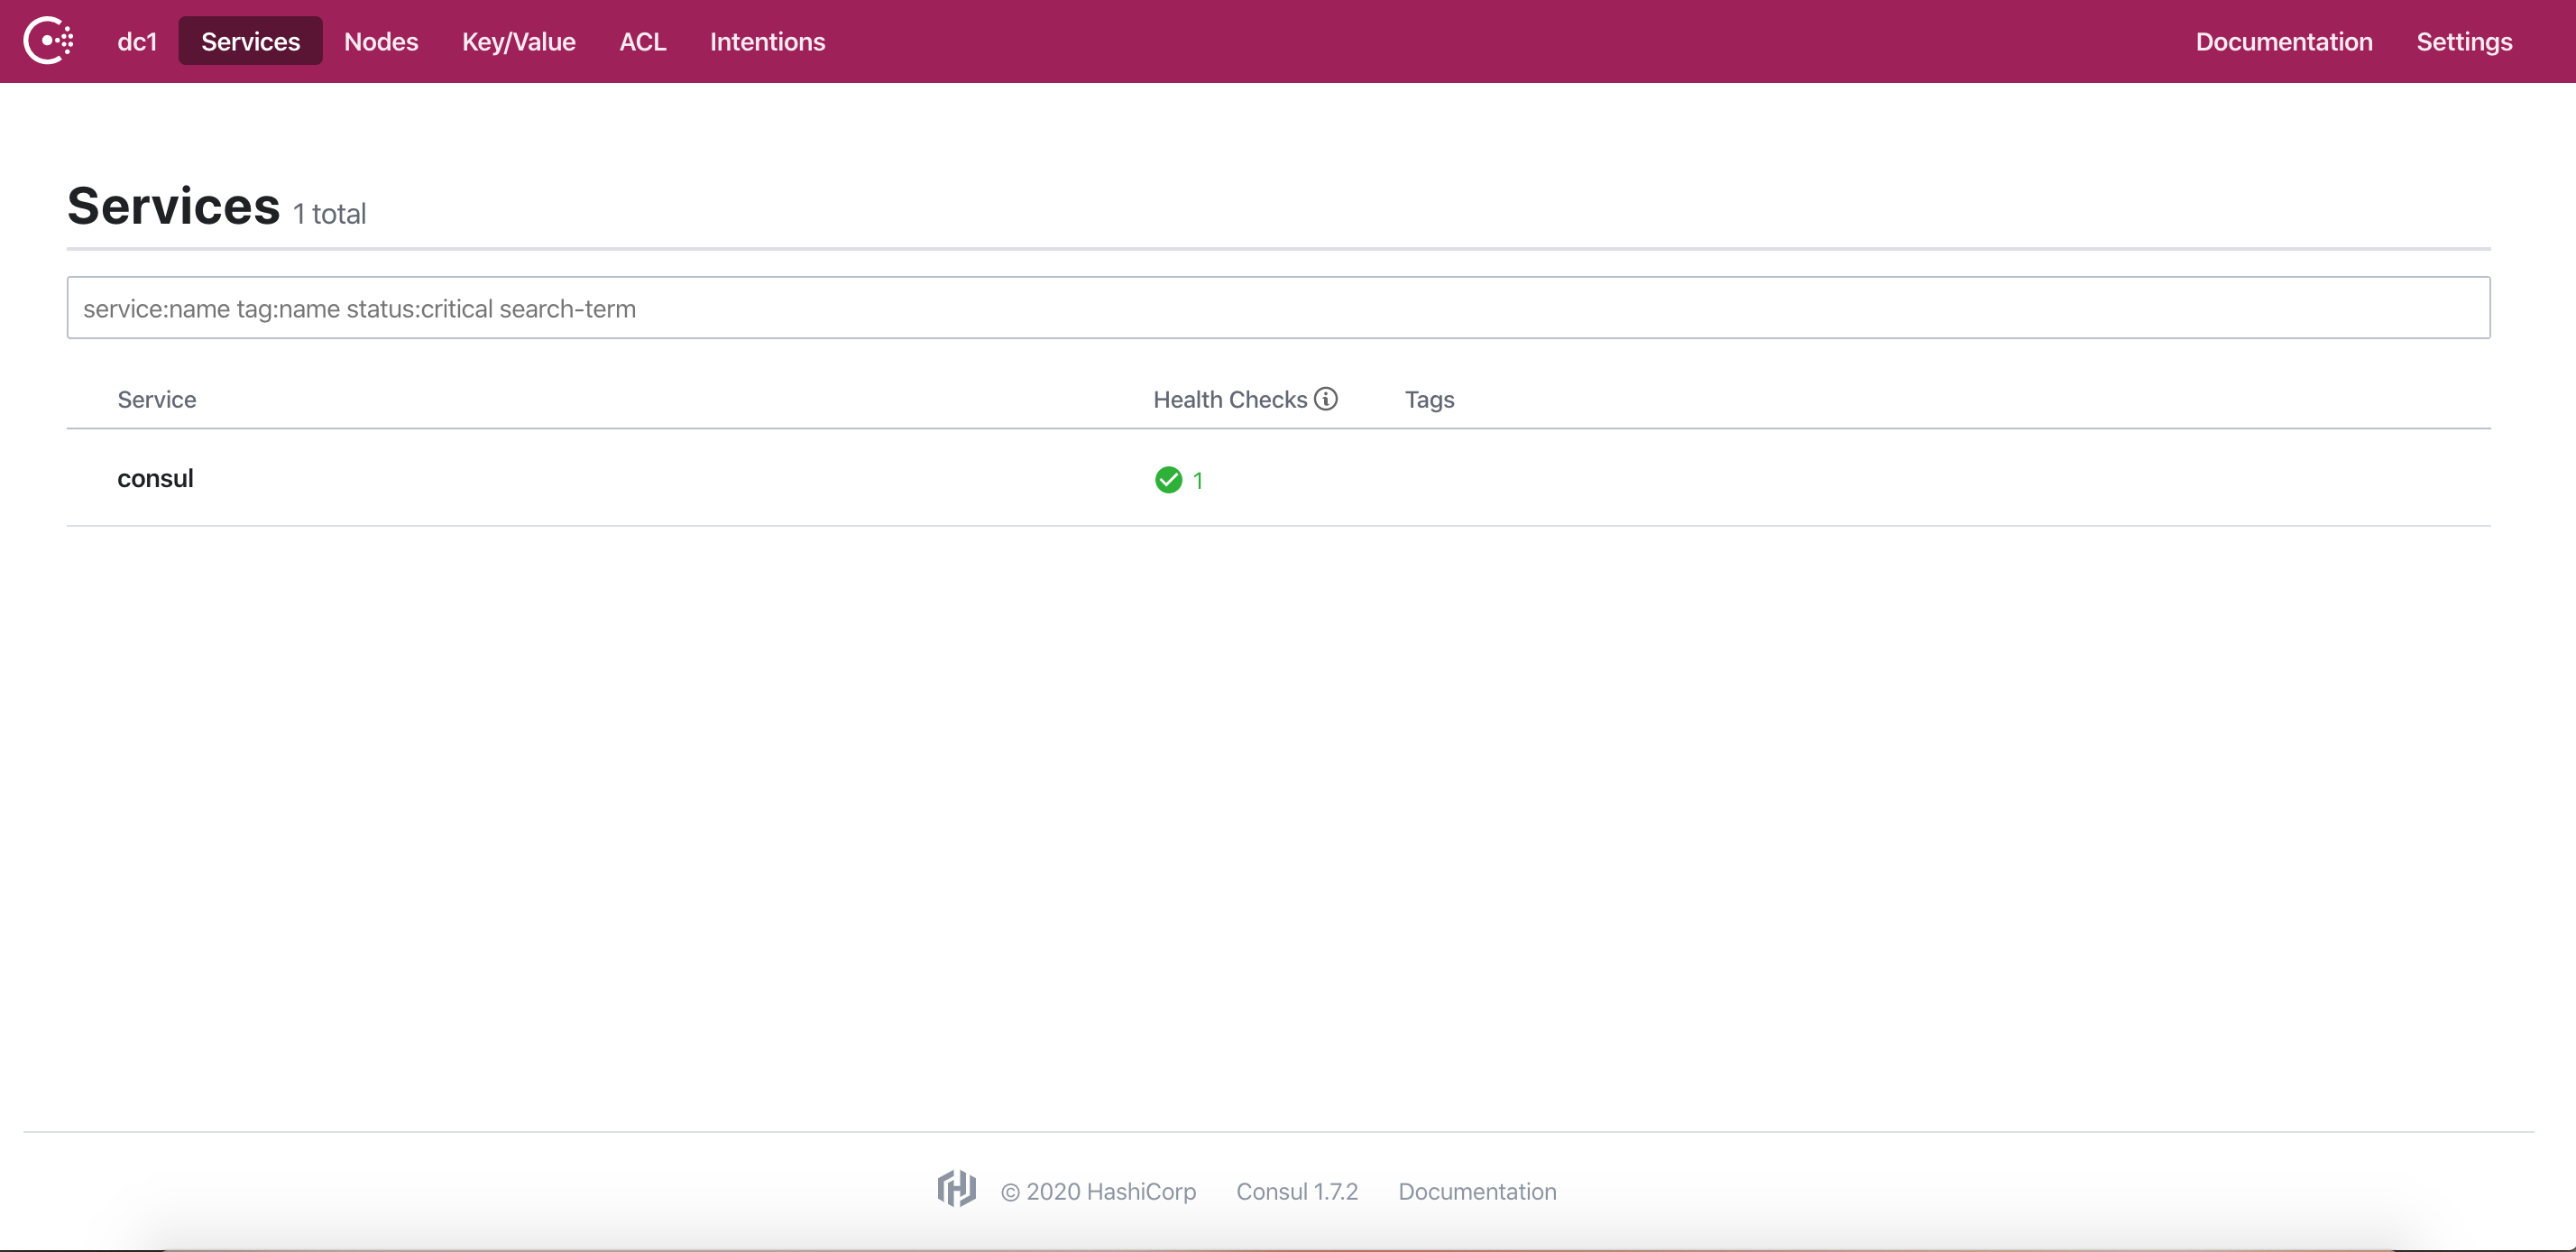 dc1 Services Nodes Key/Value ACL Intentions Documentation Settings
Services 1 total
service:name tag:name status:critical search-term
Service Health Checks Tags
consul 1
© 2020 HashiCorp Consul 1.7.2 Documentation